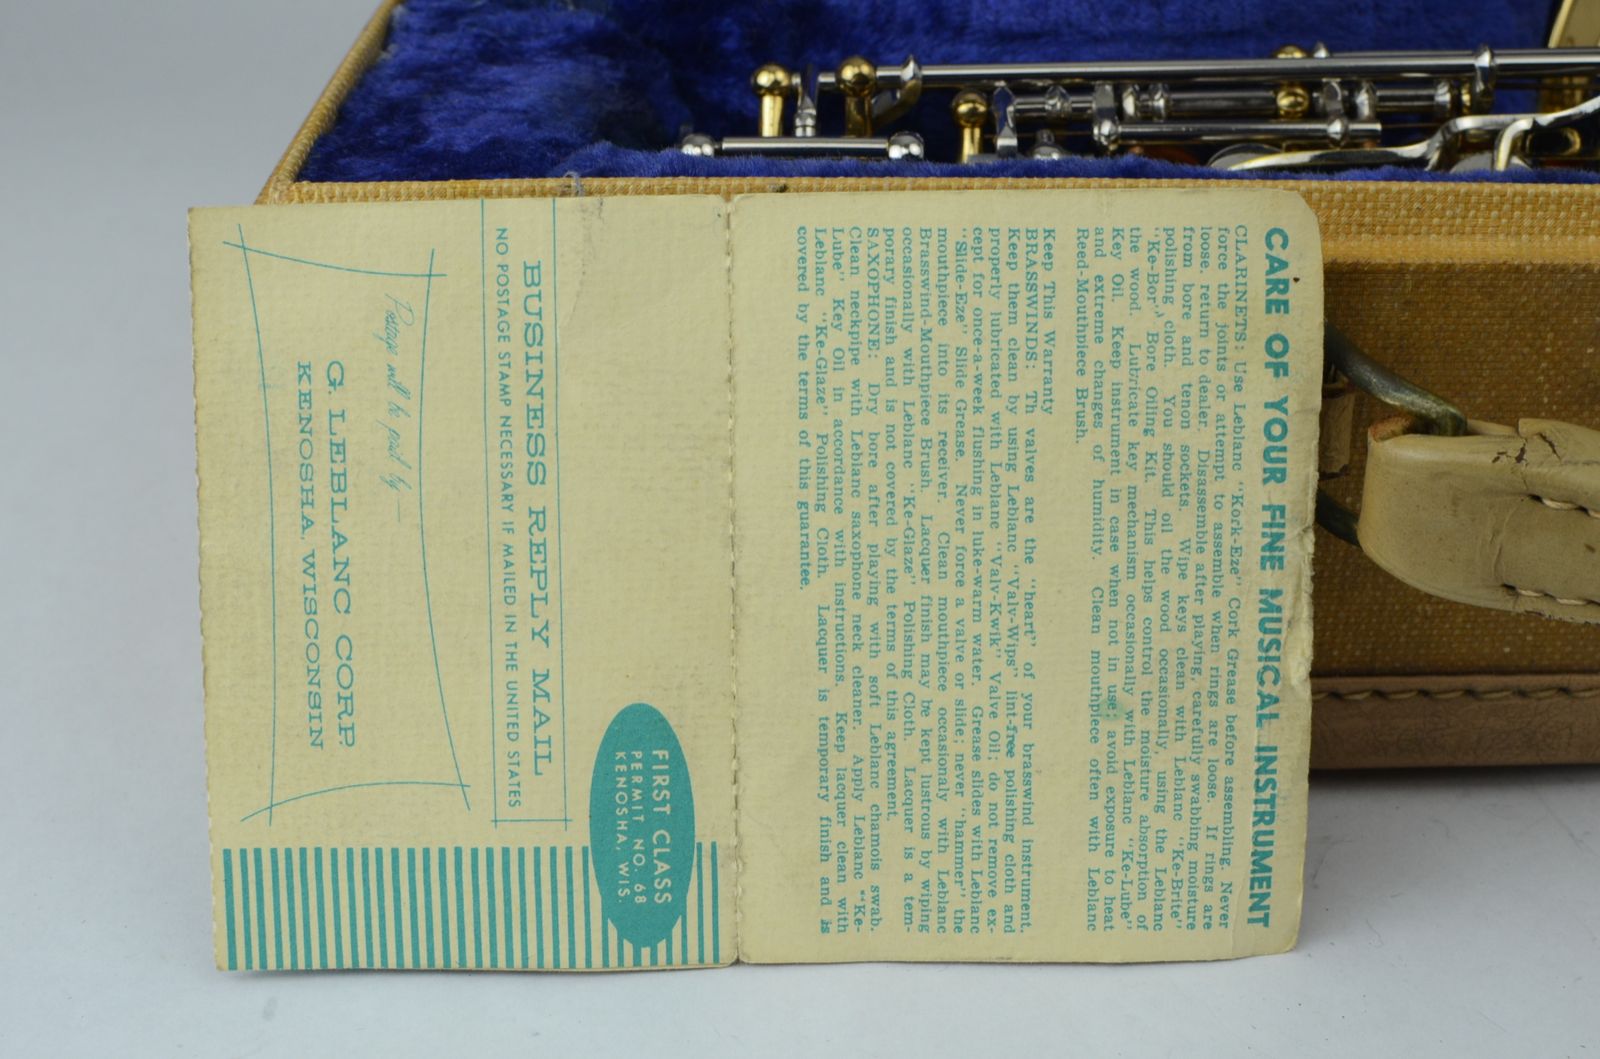 CARE OF YOUR FINE MUSICAL INSTRUMENT
CLARINETS: Use Leblanc "Kork-Eze" Cork Grease before assembling. Never
force the joints or attempt to assemble when rings are loose. If rings are
loose, return to dealer. Disassemble after playing, carefully swabbing moisture
from bore and tenon sockets. Wipe keys clean with Leblanc "Ke-Brite"
polishing cloth. You should oil the wood occasionally, using the Leblanc
"Ke-Bor" Bore Oiling Kit. This helps control the moisture absorption of
the wood. Lubricate key mechanism occasionally with Leblanc "Ke-Lube"
Key Oil. Keep instrument in case when not in use; avoid exposure to heat
and extreme changes of humidity. Clean mouthpiece often with Leblanc
Reed-Mouthpiece Brush.
Keep This Warranty
BRASSWINDS: Th valves are the "heart" of your brasswind instrument.
Keep them clean by using Leblanc "Valv-Wips" lint-free polishing cloth and
properly lubricated with Leblanc "Valv-Kwik" Valve Oil; do not remove ex-
cept for once-a-week flushing in luke-warm water. Grease slides with Leblanc
"Slide-Eze" Slide Grease. Never force a valve or slide; never "hammer" the
mouthpiece into its receiver. Clean mouthpiece occasionaly with Leblanc
Brasswind-Mouthpiece Brush. Lacquer finish may be kept lustrous by wiping
occasionally with Leblanc "Ke-Glaze" Polishing Cloth. Lacquer is a tem-
porary finish and is not covered by the terms of this agreement.
SAXOPHONE: Dry bore after playing with soft Leblanc chamois swab.
Clean neckpipe with Leblanc saxophone neck cleaner. Apply Leblanc "Ke-
Lube" Key Oil in accordance with instructions. Keep lacquer clean with
Leblanc "Ke-Glaze" Polishing Cloth. Lacquer is temporary finish and is
covered by the terms of this guarantee.
FIRST CLASS
PERMIT NO. 68
KENOSHA, WIS.
BUSINESS REPLY MAIL
NO POSTAGE STAMP NECESSARY IF MAILED IN THE UNITED STATES
Postage will be paid by—
G. LEBLANC CORP.
KENOSHA, WISCONSIN